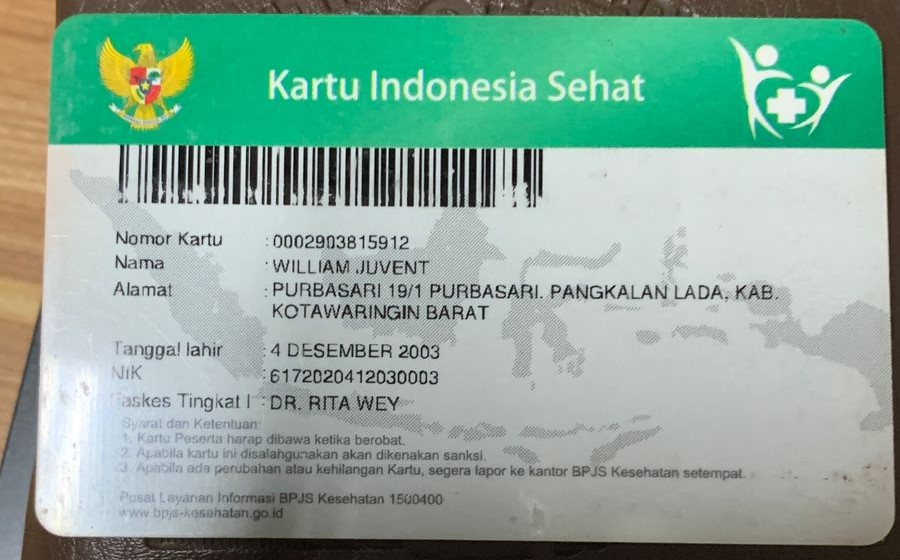 Kartu Indonesia Sehat
Nomor Kartu : 0002903815912
Nama : WILLIAM JUVENT
Alamat : PURBASARI 19/1 PURBASARI. PANGKALAN LADA, KAB.
KOTAWARINGIN BARAT
Tanggal lahir : 4 DESEMBER 2003
NIK : 6172020412030003
Faskes Tingkat I : DR. RITA WEY
Syarat dan Ketentuan:
1. Kartu Peserta harap dibawa ketika berobat.
2. Apabila kartu ini disalahgunakan akan dikenakan sanksi.
3. Apabila ada perubahan atau kehilangan Kartu, segera lapor ke kantor BPJS Kesehatan setempat.
Pusat Layanan Informasi BPJS Kesehatan 1500400
www.bpjs-kesehatan.go.id